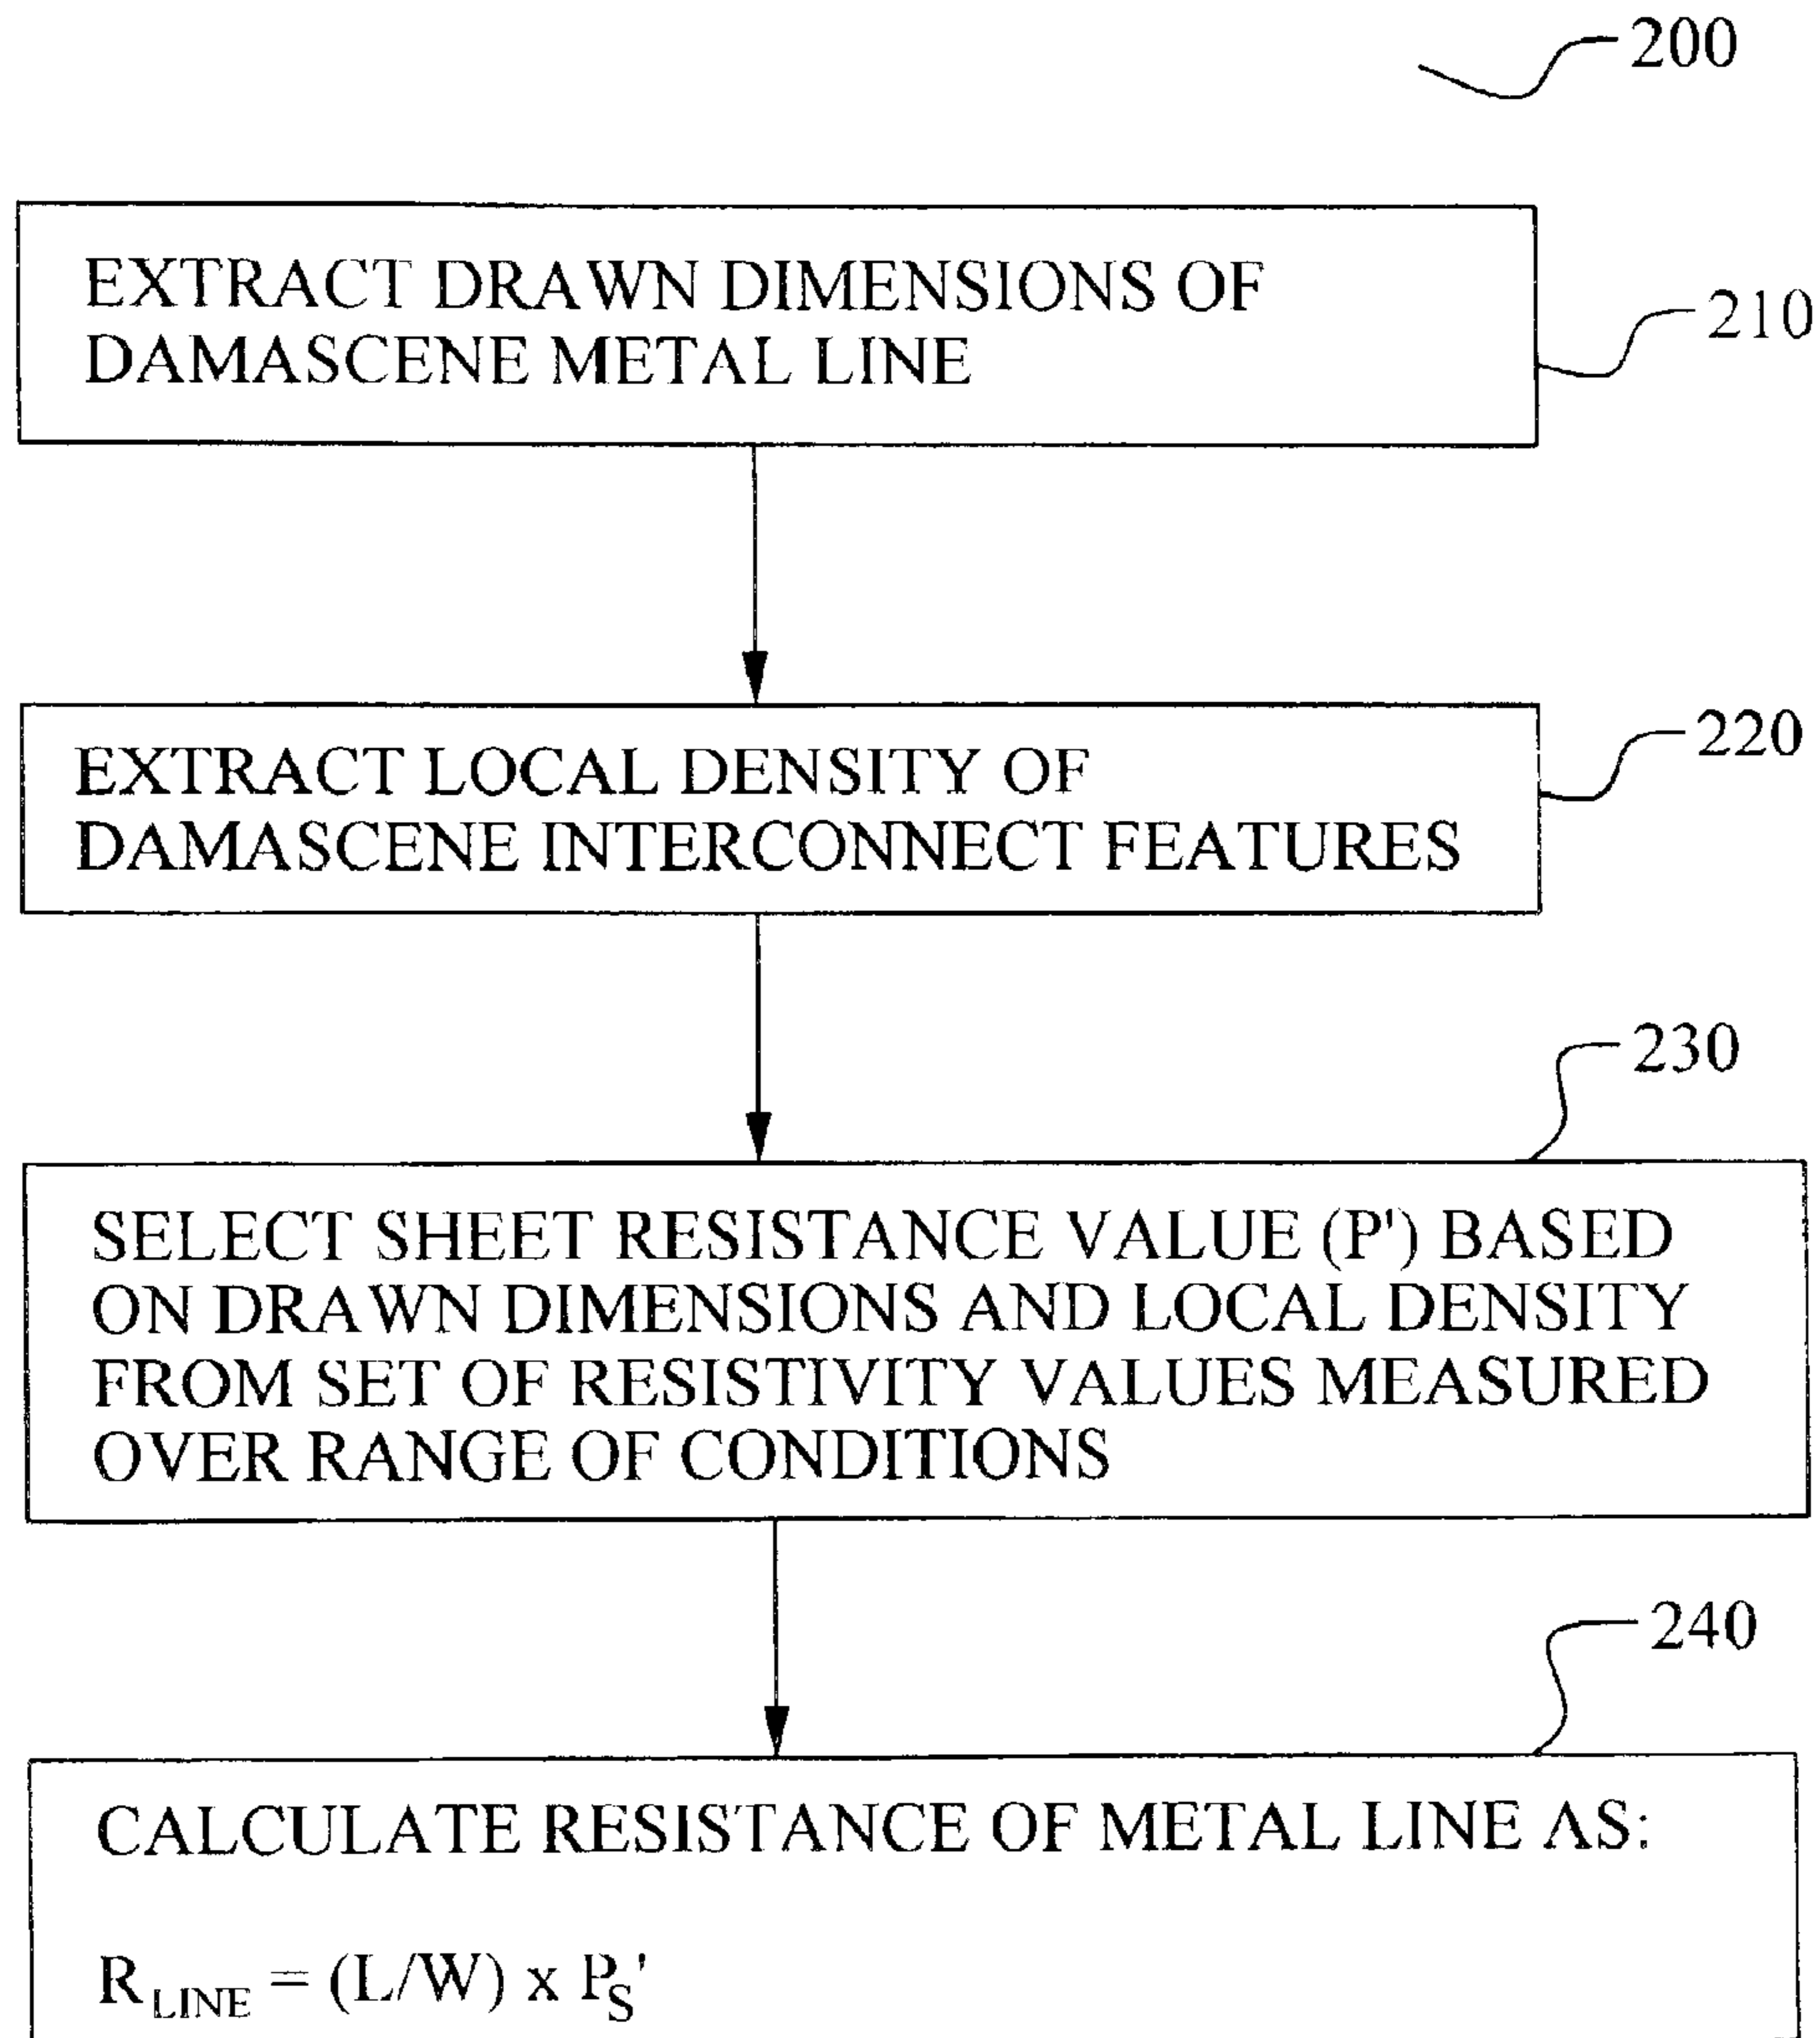 200
EXTRACT DRAWN DIMENSIONS OF
DAMASCENE METAL LINE
210
EXTRACT LOCAL DENSITY OF
DAMASCENE INTERCONNECT FEATURES
220
230
SELECT SHEET RESISTANCE VALUE (P') BASED
ON DRAWN DIMENSIONS AND LOCAL DENSITY
FROM SET OF RESISTIVITY VALUES MEASURED
OVER RANGE OF CONDITIONS
240
CALCULATE RESISTANCE OF METAL LINE AS:
R LINE = (L/W) x P S '